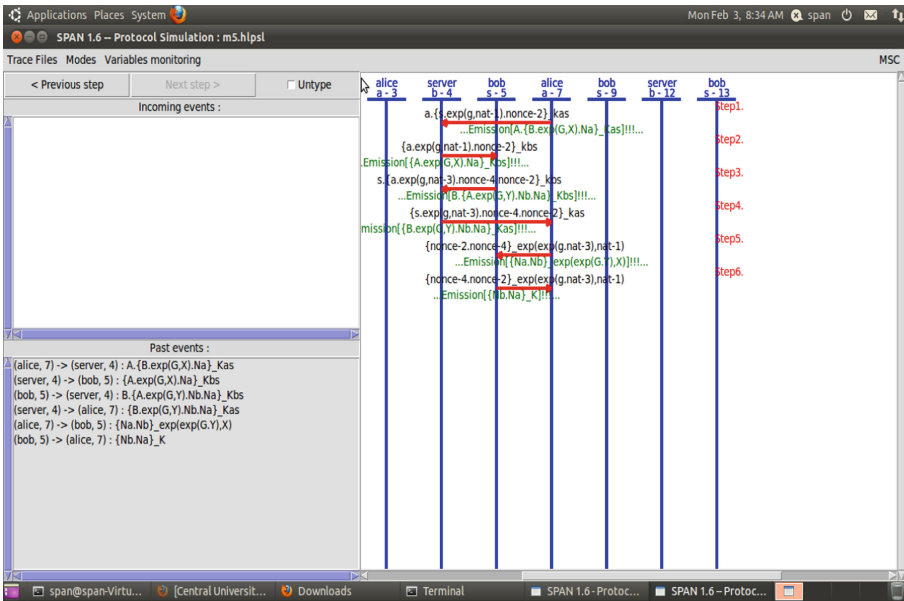 Applications Places System Mon Feb 3, 8:34 AM span
SPAN 1.6 -- Protocol Simulation : m5.hlpsl
Trace Files Modes Variables monitoring MSC
< Previous step Next step > Untype
Incoming events :
alice server bob alice bob server bob
a - 3 b - 4 s - 5 a - 7 s - 9 b - 12 s - 13
Step1.
a.{s.exp(g,nat-1).nonce-2}_kas
...Emission[A.{B.exp(G,X).Na}_Kas]!!!...
Step2.
{a.exp(g,nat-1).nonce-2}_kbs
.Emission[{A.exp(G,X).Na}_Kbs]!!!...
Step3.
s.{a.exp(g,nat-3).nonce-4.nonce-2}_kbs
...Emission[B.{A.exp(G,Y).Nb.Na}_Kbs]!!!...
Step4.
{s.exp(g,nat-3).nonce-4.nonce-2}_kas
mission[{B.exp(G,Y).Nb.Na}_Kas]!!!...
Step5.
{nonce-2.nonce-4}_exp(exp(g.nat-3),nat-1)
...Emission[{Na.Nb}_exp(exp(G.Y),X)]!!!...
Step6.
{nonce-4.nonce-2}_exp(exp(g.nat-3),nat-1)
...Emission[{Nb.Na}_K]!!!...
Past events :
(alice, 7) -> (server, 4) : A.{B.exp(G,X).Na}_Kas
(server, 4) -> (bob, 5) : {A.exp(G,X).Na}_Kbs
(bob, 5) -> (server, 4) : B.{A.exp(G,Y).Nb.Na}_Kbs
(server, 4) -> (alice, 7) : {B.exp(G,Y).Nb.Na}_Kas
(alice, 7) -> (bob, 5) : {Na.Nb}_exp(exp(G.Y),X)
(bob, 5) -> (alice, 7) : {Nb.Na}_K
span@span-Virtu... [Central Universit... Downloads Terminal SPAN 1.6 - Protoc... SPAN 1.6 -- Protoc...